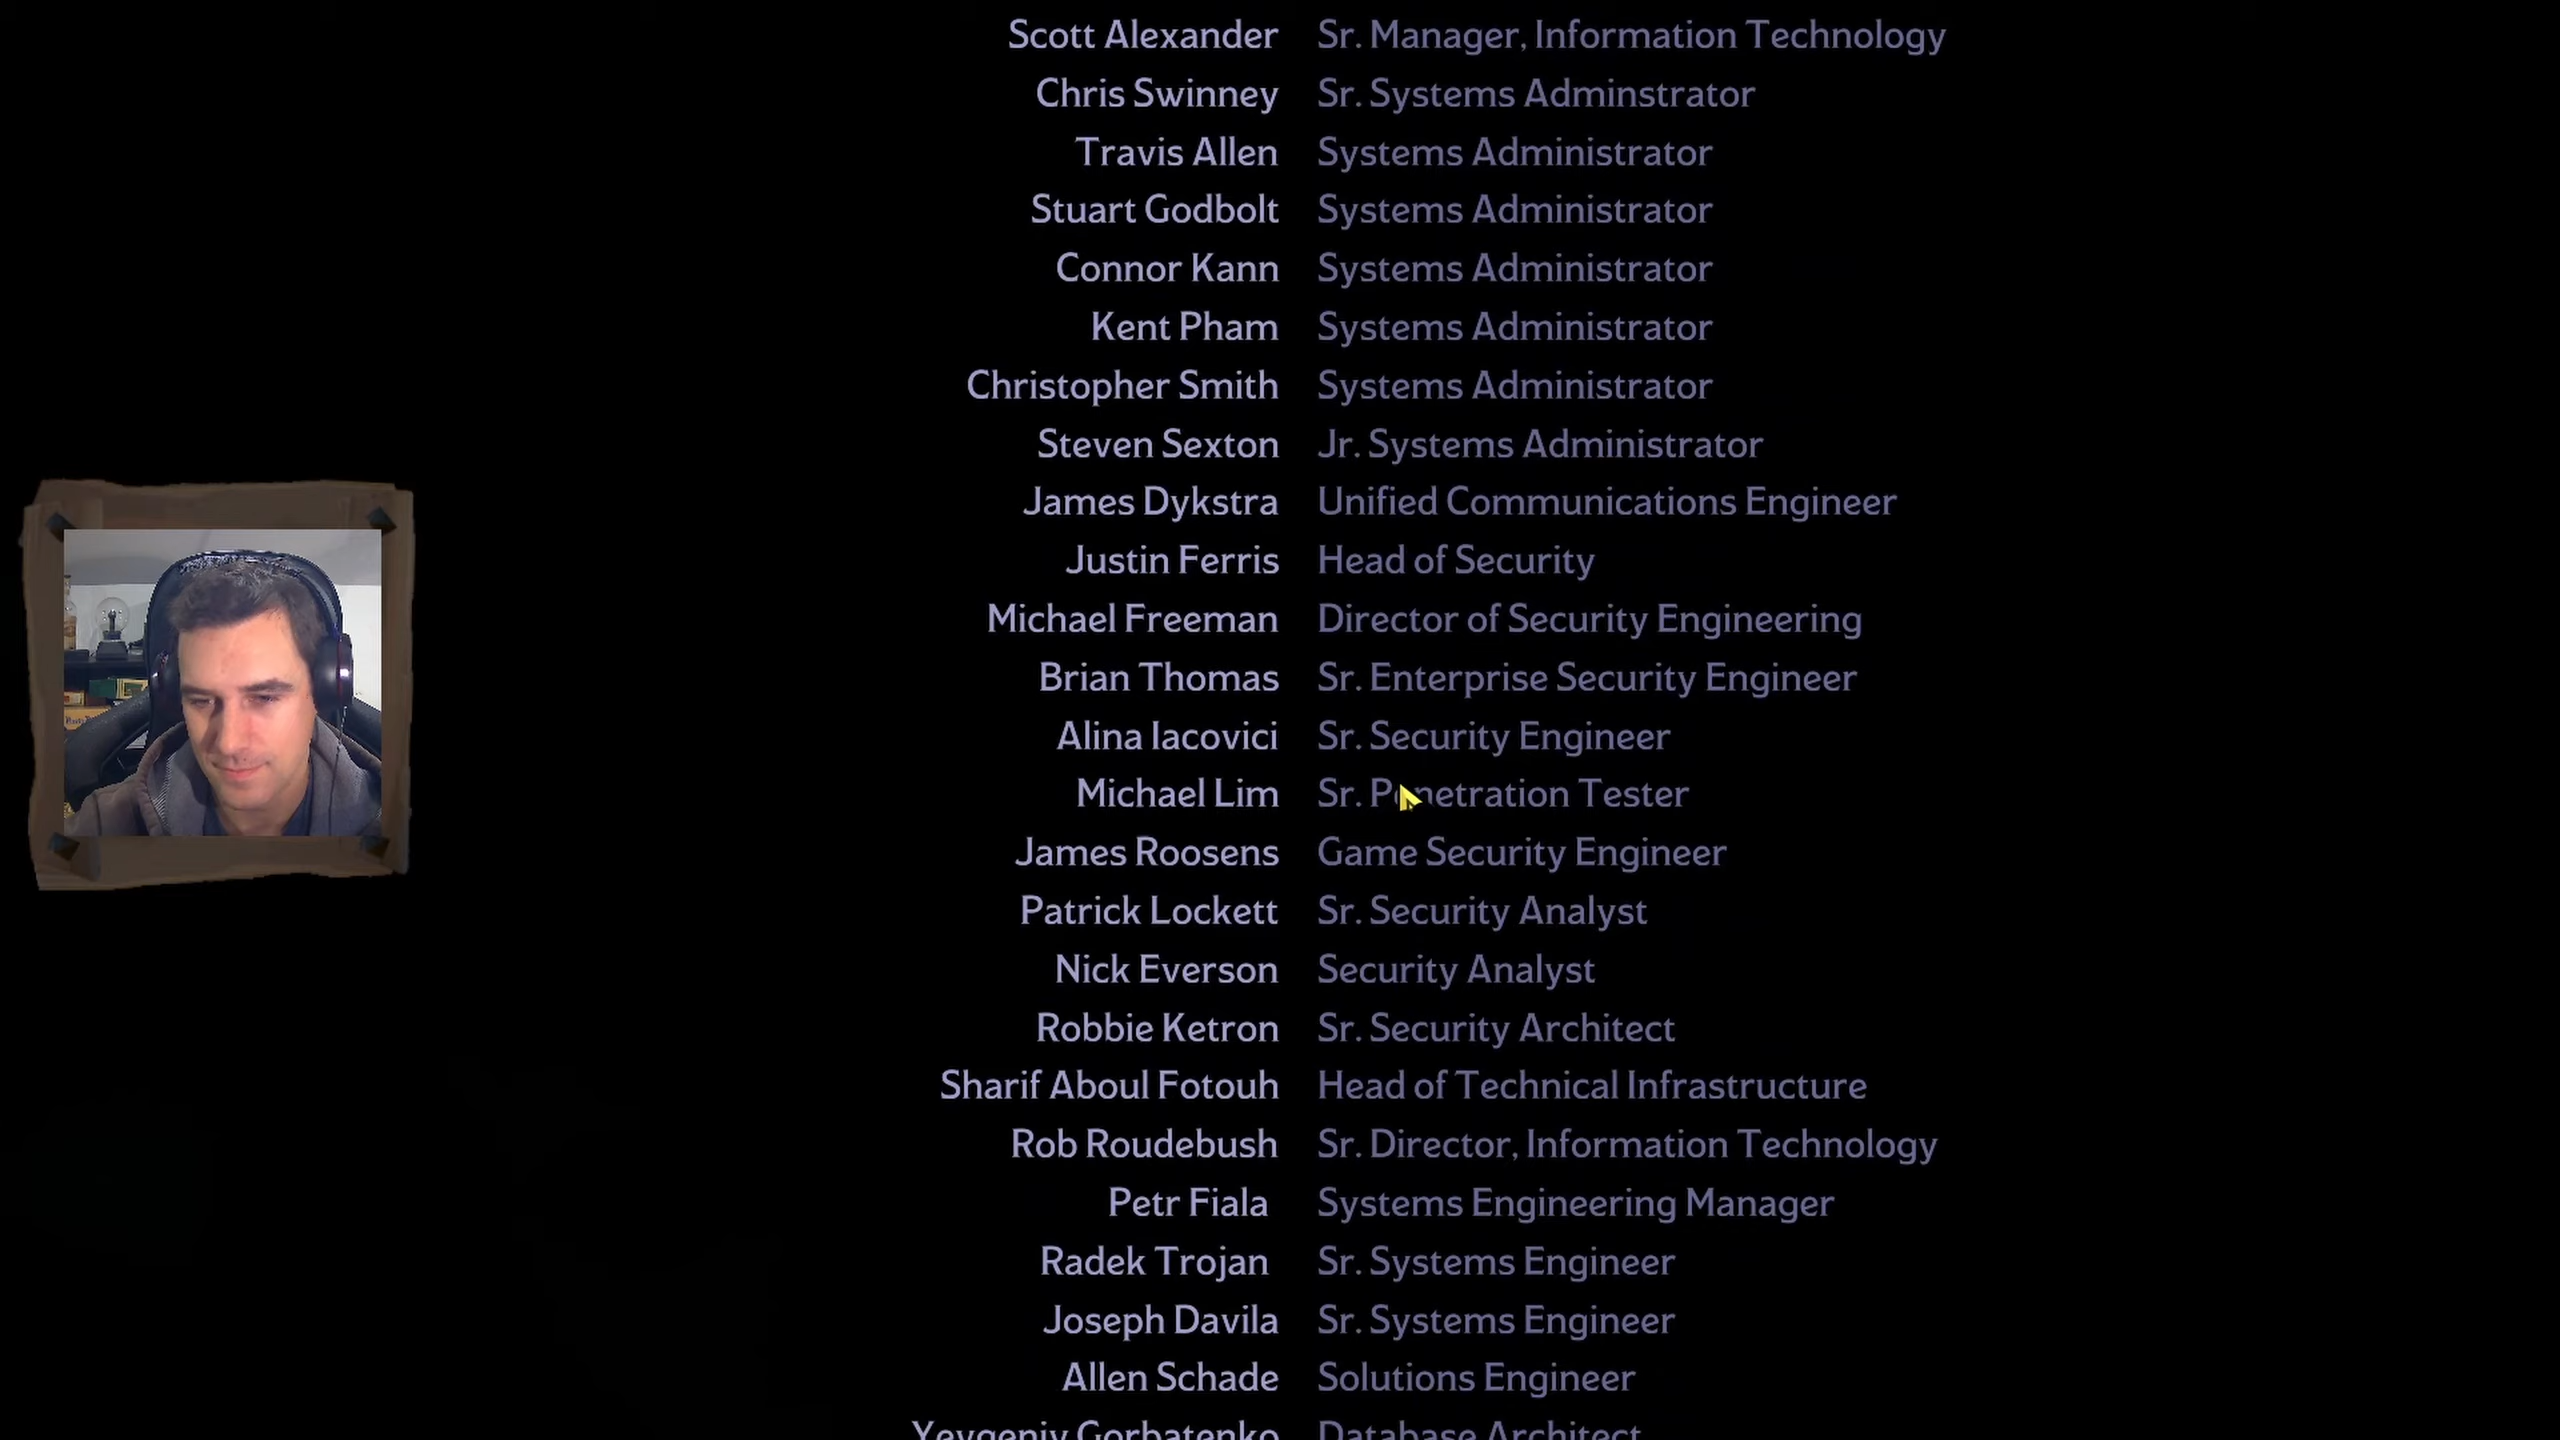 Scott Alexander Sr. Manager, Information Technology
Chris Swinney Sr. Systems Adminstrator
Travis Allen Systems Administrator
Stuart Godbolt Systems Administrator
Connor Kann Systems Administrator
Kent Pham Systems Administrator
Christopher Smith Systems Administrator
Steven Sexton Jr. Systems Administrator
James Dykstra Unified Communications Engineer
Justin Ferris Head of Security
Michael Freeman Director of Security Engineering
Brian Thomas Sr. Enterprise Security Engineer
Alina Iacovici Sr. Security Engineer
Michael Lim Sr. Penetration Tester
James Roosens Game Security Engineer
Patrick Lockett Sr. Security Analyst
Nick Everson Security Analyst
Robbie Ketron Sr. Security Architect
Sharif Aboul Fotouh Head of Technical Infrastructure
Rob Roudebush Sr. Director, Information Technology
Petr Fiala Systems Engineering Manager
Radek Trojan Sr. Systems Engineer
Joseph Davila Sr. Systems Engineer
Allen Schade Solutions Engineer
Yevgeniy Gorbatenko Database Architect